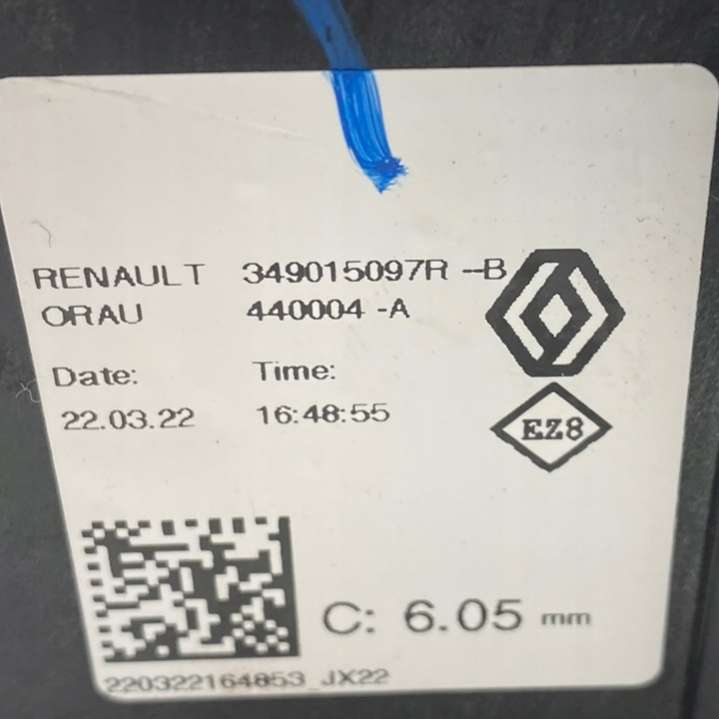 RENAULT 349015097R -B
ORAU 440004 -A
Date: Time:
22.03.22 16:48:55
EZ8
C: 6.05 mm
220322164853_JX22